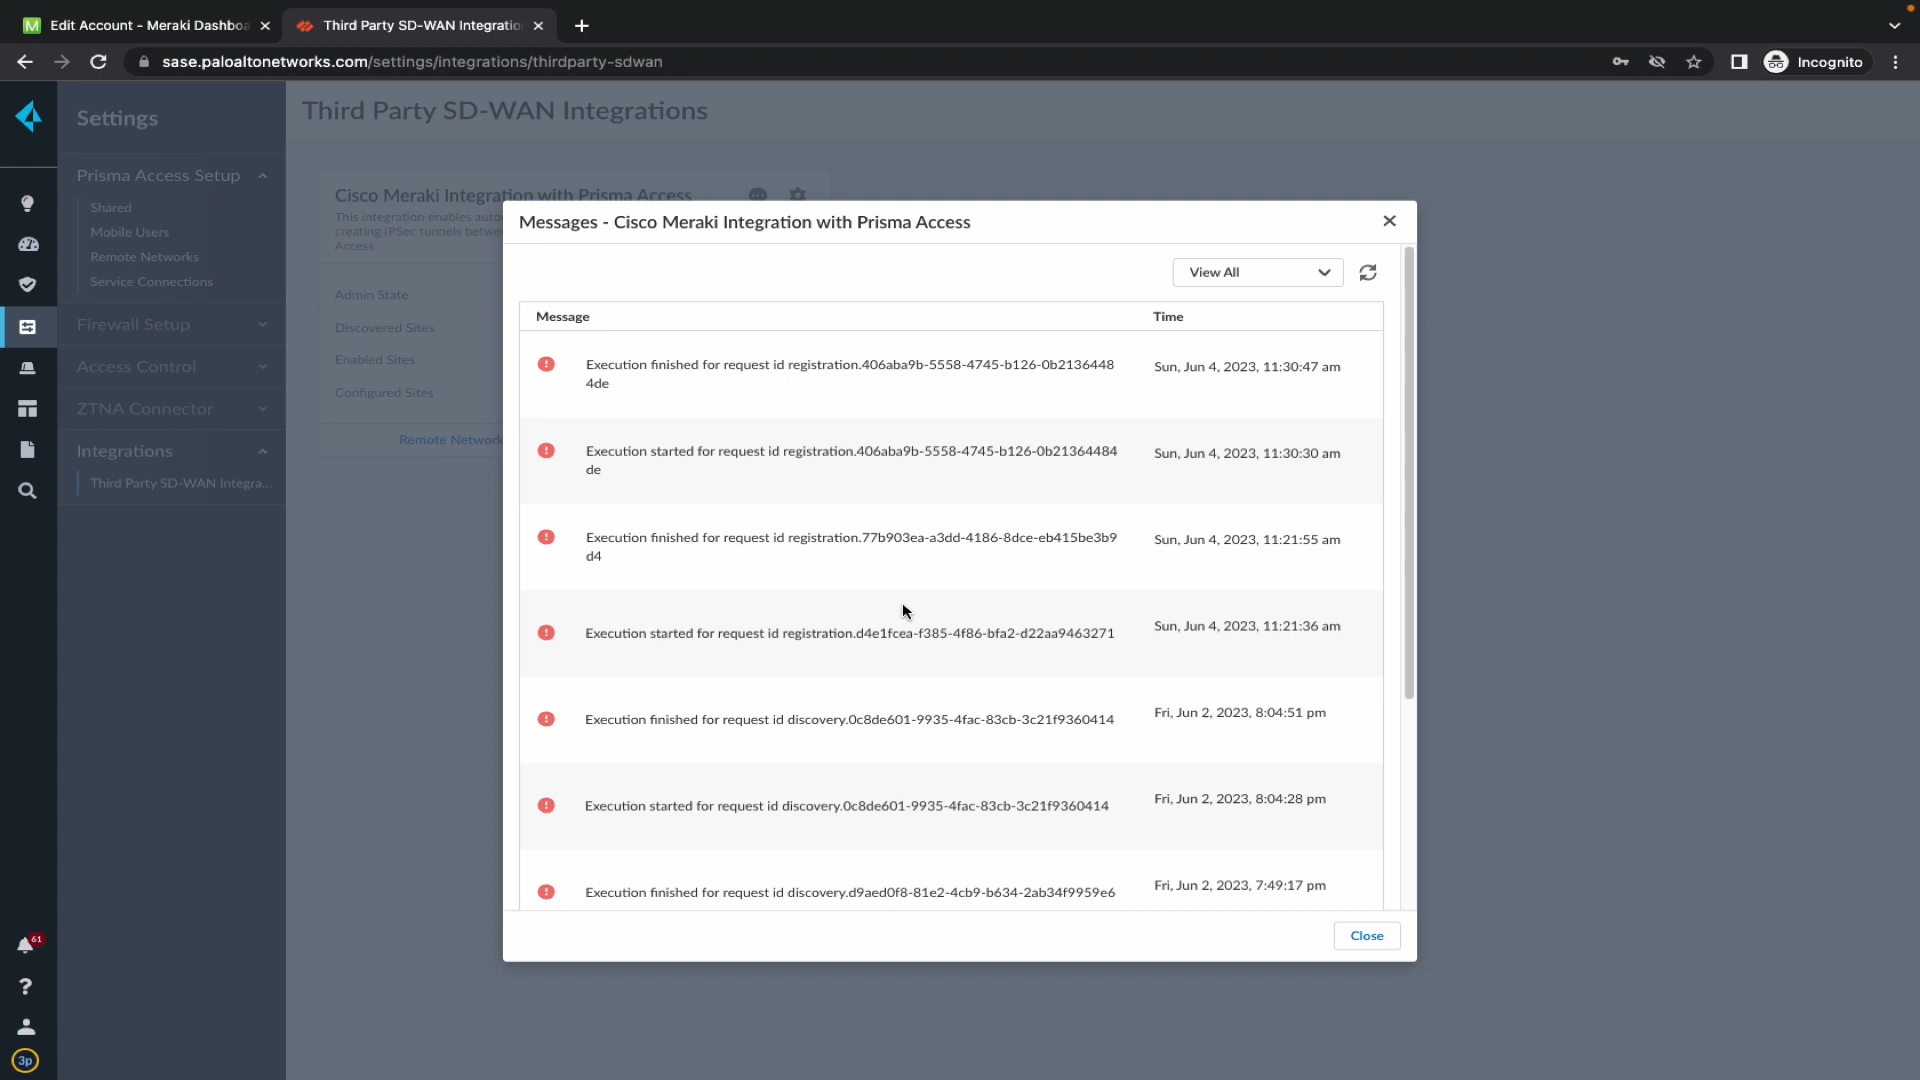 Edit Account - Meraki Dashboa
Third Party SD-WAN Integratio
sase.paloaltonetworks.com/settings/integrations/thirdparty-sdwan
Incognito
Settings
Prisma Access Setup
Shared
Mobile Users
Remote Networks
Service Connections
Firewall Setup
Access Control
ZTNA Connector
Integrations
Third Party SD-WAN Integra...
61
3p
Third Party SD-WAN Integrations
Cisco Meraki Integration with Prisma Access
This integration enables auto
creating IPSec tunnels betwe
Access
Admin State
Discovered Sites
Enabled Sites
Configured Sites
Remote Network
Messages - Cisco Meraki Integration with Prisma Access
View All
Message Time
Execution finished for request id registration.406aba9b-5558-4745-b126-0b2136448
4de
Sun, Jun 4, 2023, 11:30:47 am
Execution started for request id registration.406aba9b-5558-4745-b126-0b21364484
de
Sun, Jun 4, 2023, 11:30:30 am
Execution finished for request id registration.77b903ea-a3dd-4186-8dce-eb415be3b9
d4
Sun, Jun 4, 2023, 11:21:55 am
Execution started for request id registration.d4e1fcea-f385-4f86-bfa2-d22aa9463271
Sun, Jun 4, 2023, 11:21:36 am
Execution finished for request id discovery.0c8de601-9935-4fac-83cb-3c21f9360414
Fri, Jun 2, 2023, 8:04:51 pm
Execution started for request id discovery.0c8de601-9935-4fac-83cb-3c21f9360414
Fri, Jun 2, 2023, 8:04:28 pm
Execution finished for request id discovery.d9aed0f8-81e2-4cb9-b634-2ab34f9959e6
Fri, Jun 2, 2023, 7:49:17 pm
Close